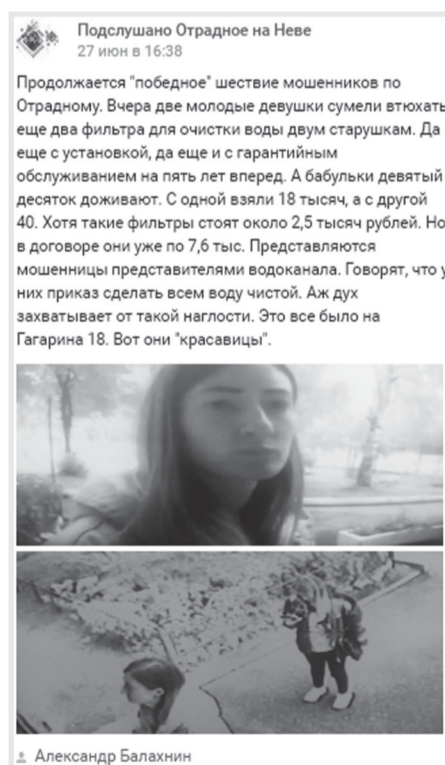 Подслушано Отрадное на Неве
27 июн в 16:38
Продолжается "победное" шествие мошенников по
Отрадному. Вчера две молодые девушки сумели втюхать
еще два фильтра для очистки воды двум старушкам. Да
еще с установкой, да еще и с гарантийным
обслуживанием на пять лет вперед. А бабульки девятый
десяток доживают. С одной взяли 18 тысяч, а с другой
40. Хотя такие фильтры стоят около 2,5 тысяч рублей. Но
в договоре они уже по 7,6 тыс. Представляются
мошенницы представителями водоканала. Говорят, что у
них приказ сделать всем воду чистой. Аж дух
захватывает от такой наглости. Это все было на
Гагарина 18. Вот они "красавицы".
Александр Балахнин